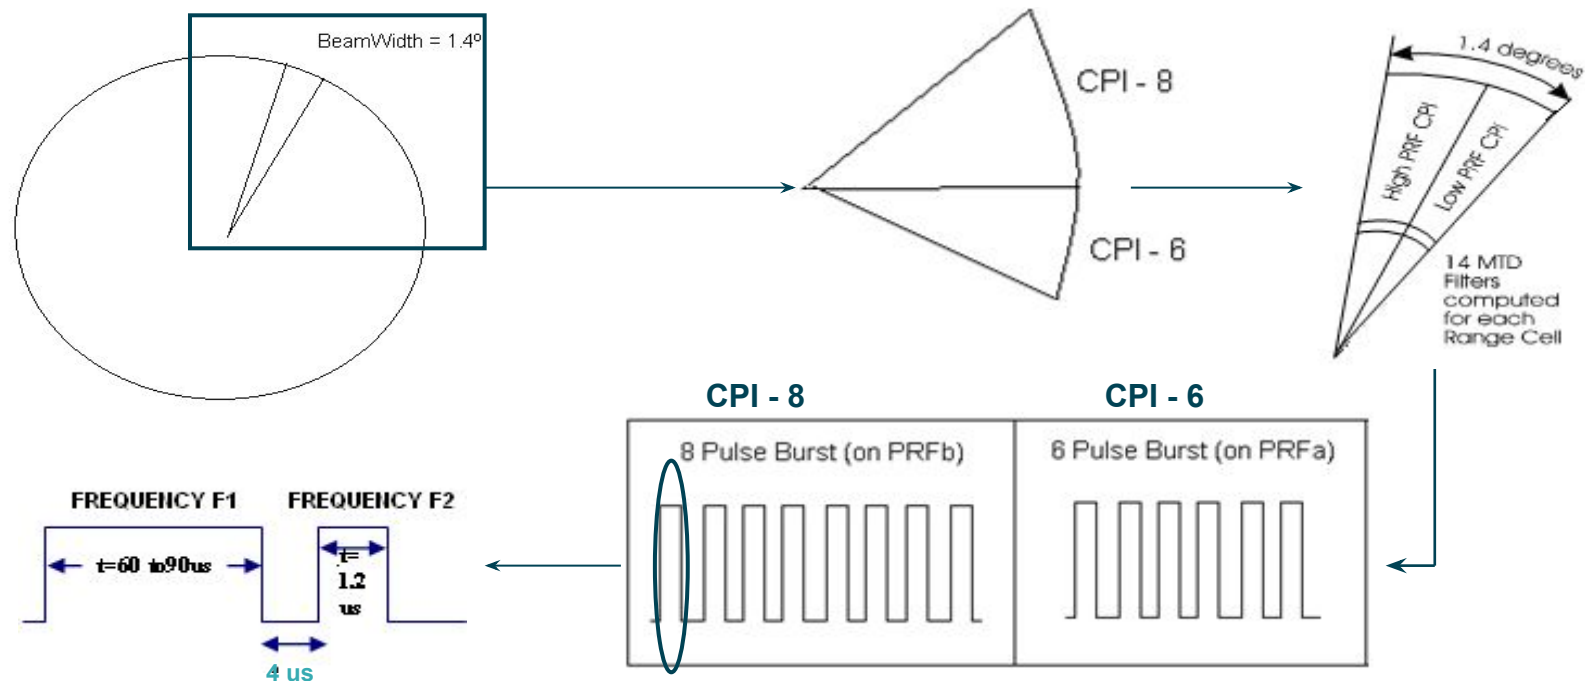 BeamWidth = 1.4º
CPI - 8
CPI - 6
1.4 degrees
High PRF CPI
Low PRF CPI
14 MTD
Filters
computed
for each
Range Cell
CPI - 8
CPI - 6
8 Pulse Burst (on PRFb)
6 Pulse Burst (on PRFa)
FREQUENCY F1
FREQUENCY F2
t=60 to90us
t=
1.2
us
4 us